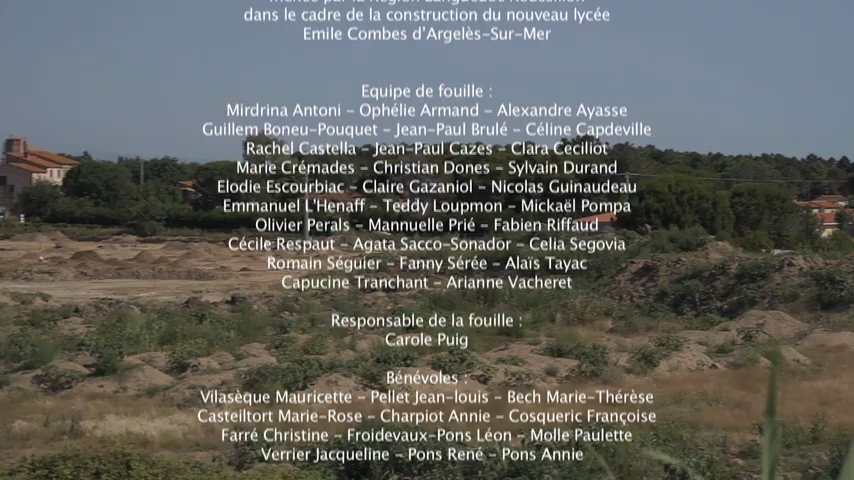 menée par la Région Languedoc Roussillon
dans le cadre de la construction du nouveau lycée
Emile Combes d'Argelès-Sur-Mer
Equipe de fouille :
Mirdrina Antoni - Ophélie Armand - Alexandre Ayasse
Guillem Boneu-Pouquet - Jean-Paul Brulé - Céline Capdeville
Rachel Castella - Jean-Paul Cazes - Clara Ceciliot
Marie Crémades - Christian Dones - Sylvain Durand
Elodie Escourbiac - Claire Gazaniol - Nicolas Guinaudeau
Emmanuel L'Henaff - Teddy Loupmon - Mickaël Pompa
Olivier Perals - Mannuelle Prié - Fabien Riffaud
Cécile Respaut - Agata Sacco-Sonador - Celia Segovia
Romain Séguier - Fanny Sérée - Alaïs Tayac
Capucine Tranchant - Arianne Vacheret
Responsable de la fouille :
Carole Puig
Bénévoles :
Vilasèque Mauricette - Pellet Jean-louis - Bech Marie-Thérèse
Casteiltort Marie-Rose - Charpiot Annie - Cosqueric Françoise
Farré Christine - Froidevaux-Pons Léon - Molle Paulette
Verrier Jacqueline - Pons René - Pons Annie